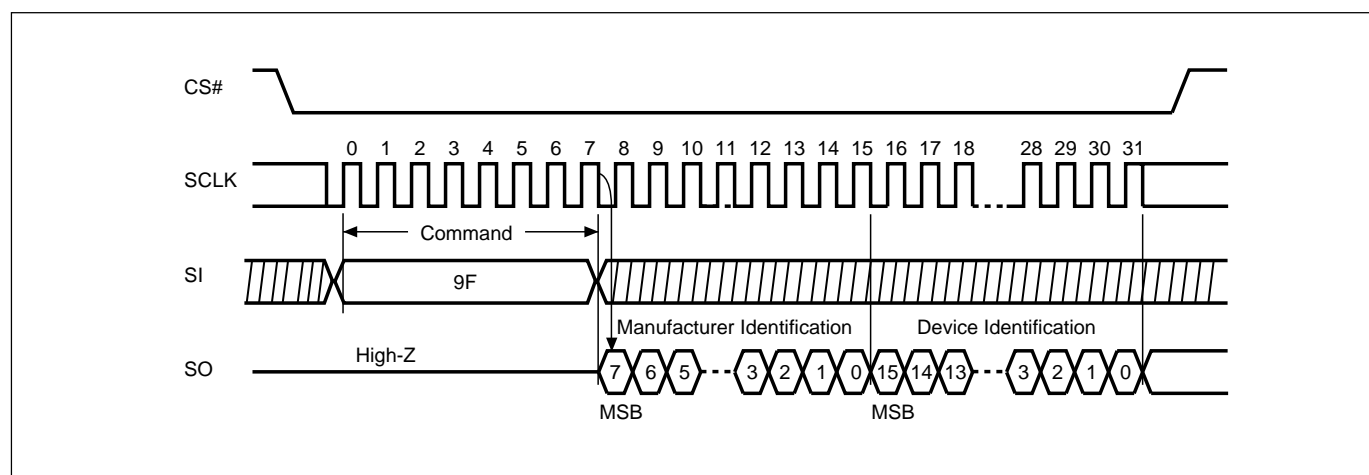 CS#
0 1 2 3 4 5 6 7 8 9 10 11 12 13 14 15 16 17 18 28 29 30 31
SCLK
Command
SI
9F
Manufacturer Identification Device Identification
High-Z
SO
7 6 5 3 2 1 0 15 14 13 3 2 1 0
MSB MSB